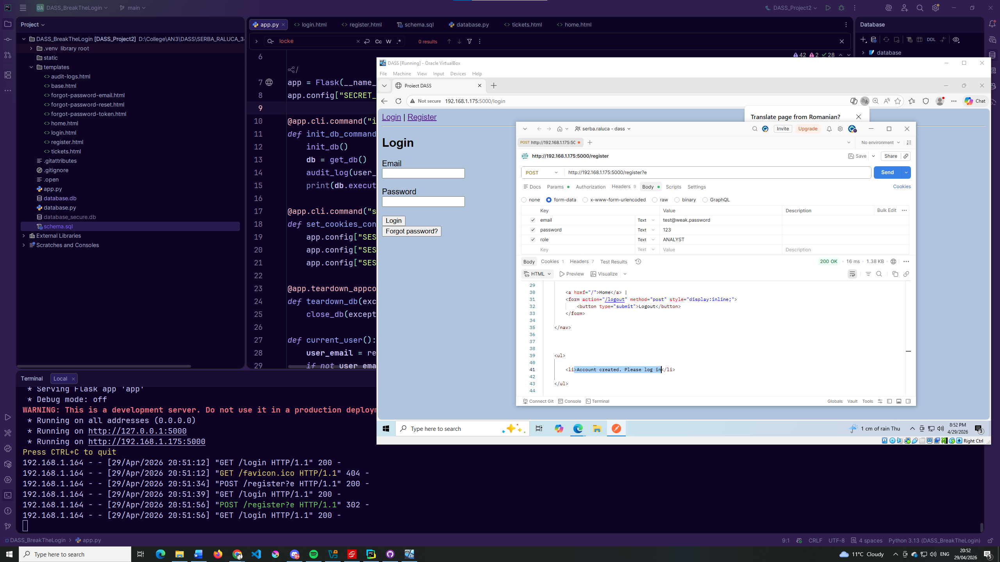 DA DASS_BreakTheLogin main
DASS_Project2
Project
DASS_BreakTheLogin [DASS_Project2] D:\College\AN3\DASS\SERBA_RALUCA_3
.venv library root
static
templates
audit-logs.html
base.html
forgot-password-email.html
forgot-password-reset.html
forgot-password-token.html
home.html
login.html
register.html
tickets.html
.gitattributes
.gitignore
.open
app.py
database.db
database.py
database_secure.db
schema.sql
External Libraries
Scratches and Consoles
app.py login.html register.html schema.sql database.py tickets.html home.html
locke Cc W .* 0 results
42 2 28
6
/
7 app = Flask(__name_
8 app.config["SECRET_
9
10 @app.cli.command("i
11 def init_db_command
12 init_db()
13 db = get_db()
14 audit_log(user_
15 print(db.execut
16
17 @app.cli.command("s
18 def set_cookies_con
19 app.config["SES
20 app.config["SES
21 app.config["SES
22
23 @app.teardown_appco
24 def teardown_db(exc
25 close_db(except
26
27 def current_user():
28 user_email = re
29 if not user_ema
Database
DDL
database
DASS [Running] - Oracle VirtualBox
File Machine View Input Devices Help
Proiect DASS
Not secure 192.168.1.175:5000/login
Chat
Translate page from Romanian?
Login | Register
Login
Email
Password
Login
Forgot password?
serba.raluca - dass Invite Upgrade
POST http://192.168.1.175:50 No environment
HTTP http://192.168.1.175:5000/register Save Share
POST http://192.168.1.175:5000/register?e Send
Docs Params Authorization Headers 9 Body Scripts Settings Cookies
none form-data x-www-form-urlencoded raw binary GraphQL
Key Value Description Bulk Edit
email Text test@weak.password
password Text 123
role Text ANALYST
Key Text Value Description
Body Cookies 1 Headers 7 Test Results 200 OK 16 ms 1.38 KB
HTML Preview Visualize
29
30 <a href="/">Home</a> |
31 <form action="/logout" method="post" style="display:inline;">
32 <button type="submit">Logout</button>
33 </form>
34
35 </nav>
36
37
38
39 <ul>
40
41 <li>Account created. Please log in</li>
42
43 </ul>
44
Connect Git Console Terminal Globals Vault Tools
Type here to search
1 cm of rain Thu
8:52 PM
4/29/2026
3
Right Ctrl
Terminal Local
* Serving Flask app 'app'
* Debug mode: off
WARNING: This is a development server. Do not use it in a production deploym
* Running on all addresses (0.0.0.0)
* Running on http://127.0.0.1:5000
* Running on http://192.168.1.175:5000
Press CTRL+C to quit
192.168.1.164 - - [29/Apr/2026 20:51:12] "GET /login HTTP/1.1" 200 -
192.168.1.164 - - [29/Apr/2026 20:51:12] "GET /favicon.ico HTTP/1.1" 404 -
192.168.1.164 - - [29/Apr/2026 20:51:34] "POST /register?e HTTP/1.1" 200 -
192.168.1.164 - - [29/Apr/2026 20:51:39] "GET /login HTTP/1.1" 200 -
192.168.1.164 - - [29/Apr/2026 20:51:56] "POST /register?e HTTP/1.1" 302 -
192.168.1.164 - - [29/Apr/2026 20:51:56] "GET /login HTTP/1.1" 200 -
DASS_BreakTheLogin > app.py
9:1 CRLF UTF-8 4 spaces Python 3.13 (DASS_BreakTheLogin)
Type here to search
11°C Cloudy
ENG
20:52
29/04/2026
5